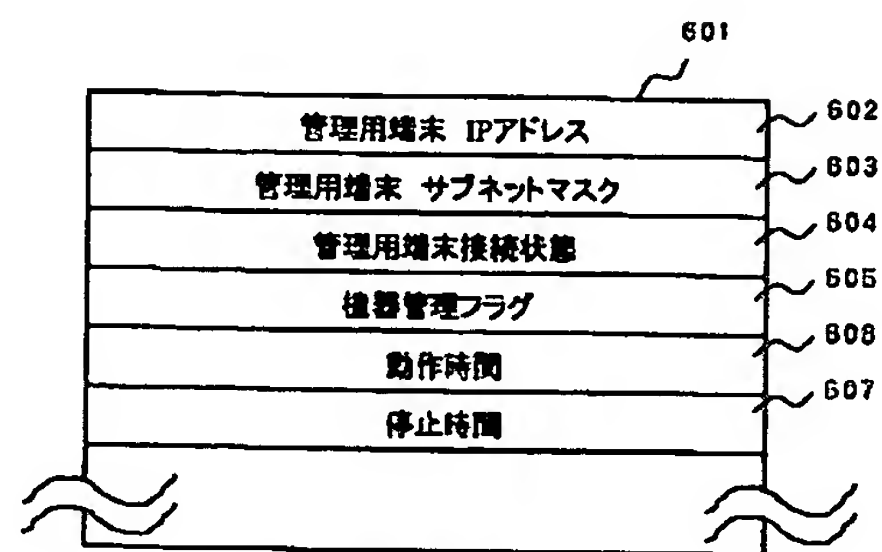 601
管理用端末 IPアドレス 602
管理用端末 サブネットマスク 603
管理用端末接続状態 604
機器管理フラグ 605
動作時間 606
停止時間 607